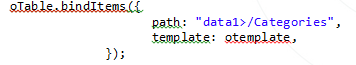 oTable.bindItems({
path: "data1>/Categories",
template: otemplate,
});